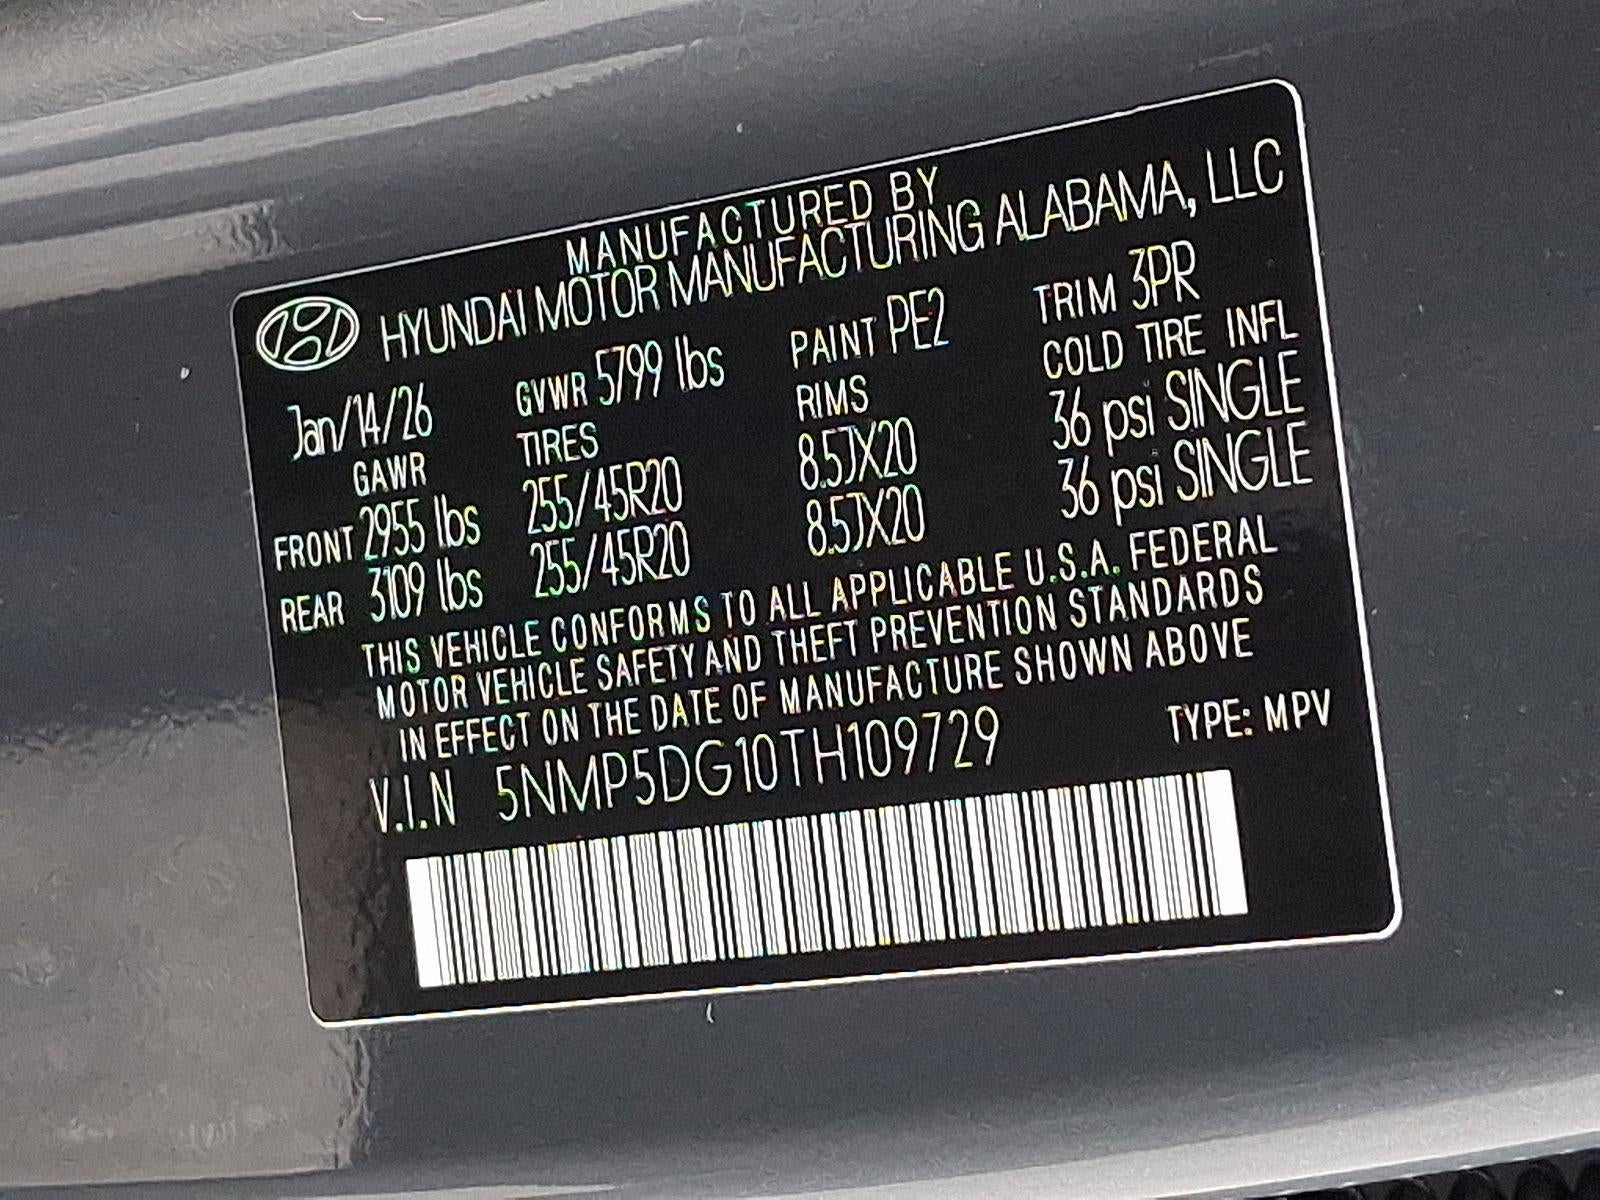 MANUFACTURED BY
HYUNDAI MOTOR MANUFACTURING ALABAMA, LLC
Jan/14/26 GVWR 5799 lbs PAINT PE2 TRIM 3PR
GAWR TIRES RIMS COLD TIRE INFL
FRONT 2955 lbs 255/45R20 8.5JX20 36 psi SINGLE
REAR 3109 lbs 255/45R20 8.5JX20 36 psi SINGLE
THIS VEHICLE CONFORMS TO ALL APPLICABLE U.S.A. FEDERAL
MOTOR VEHICLE SAFETY AND THEFT PREVENTION STANDARDS
IN EFFECT ON THE DATE OF MANUFACTURE SHOWN ABOVE
V.I.N 5NMP5DG10TH109729 TYPE: MPV